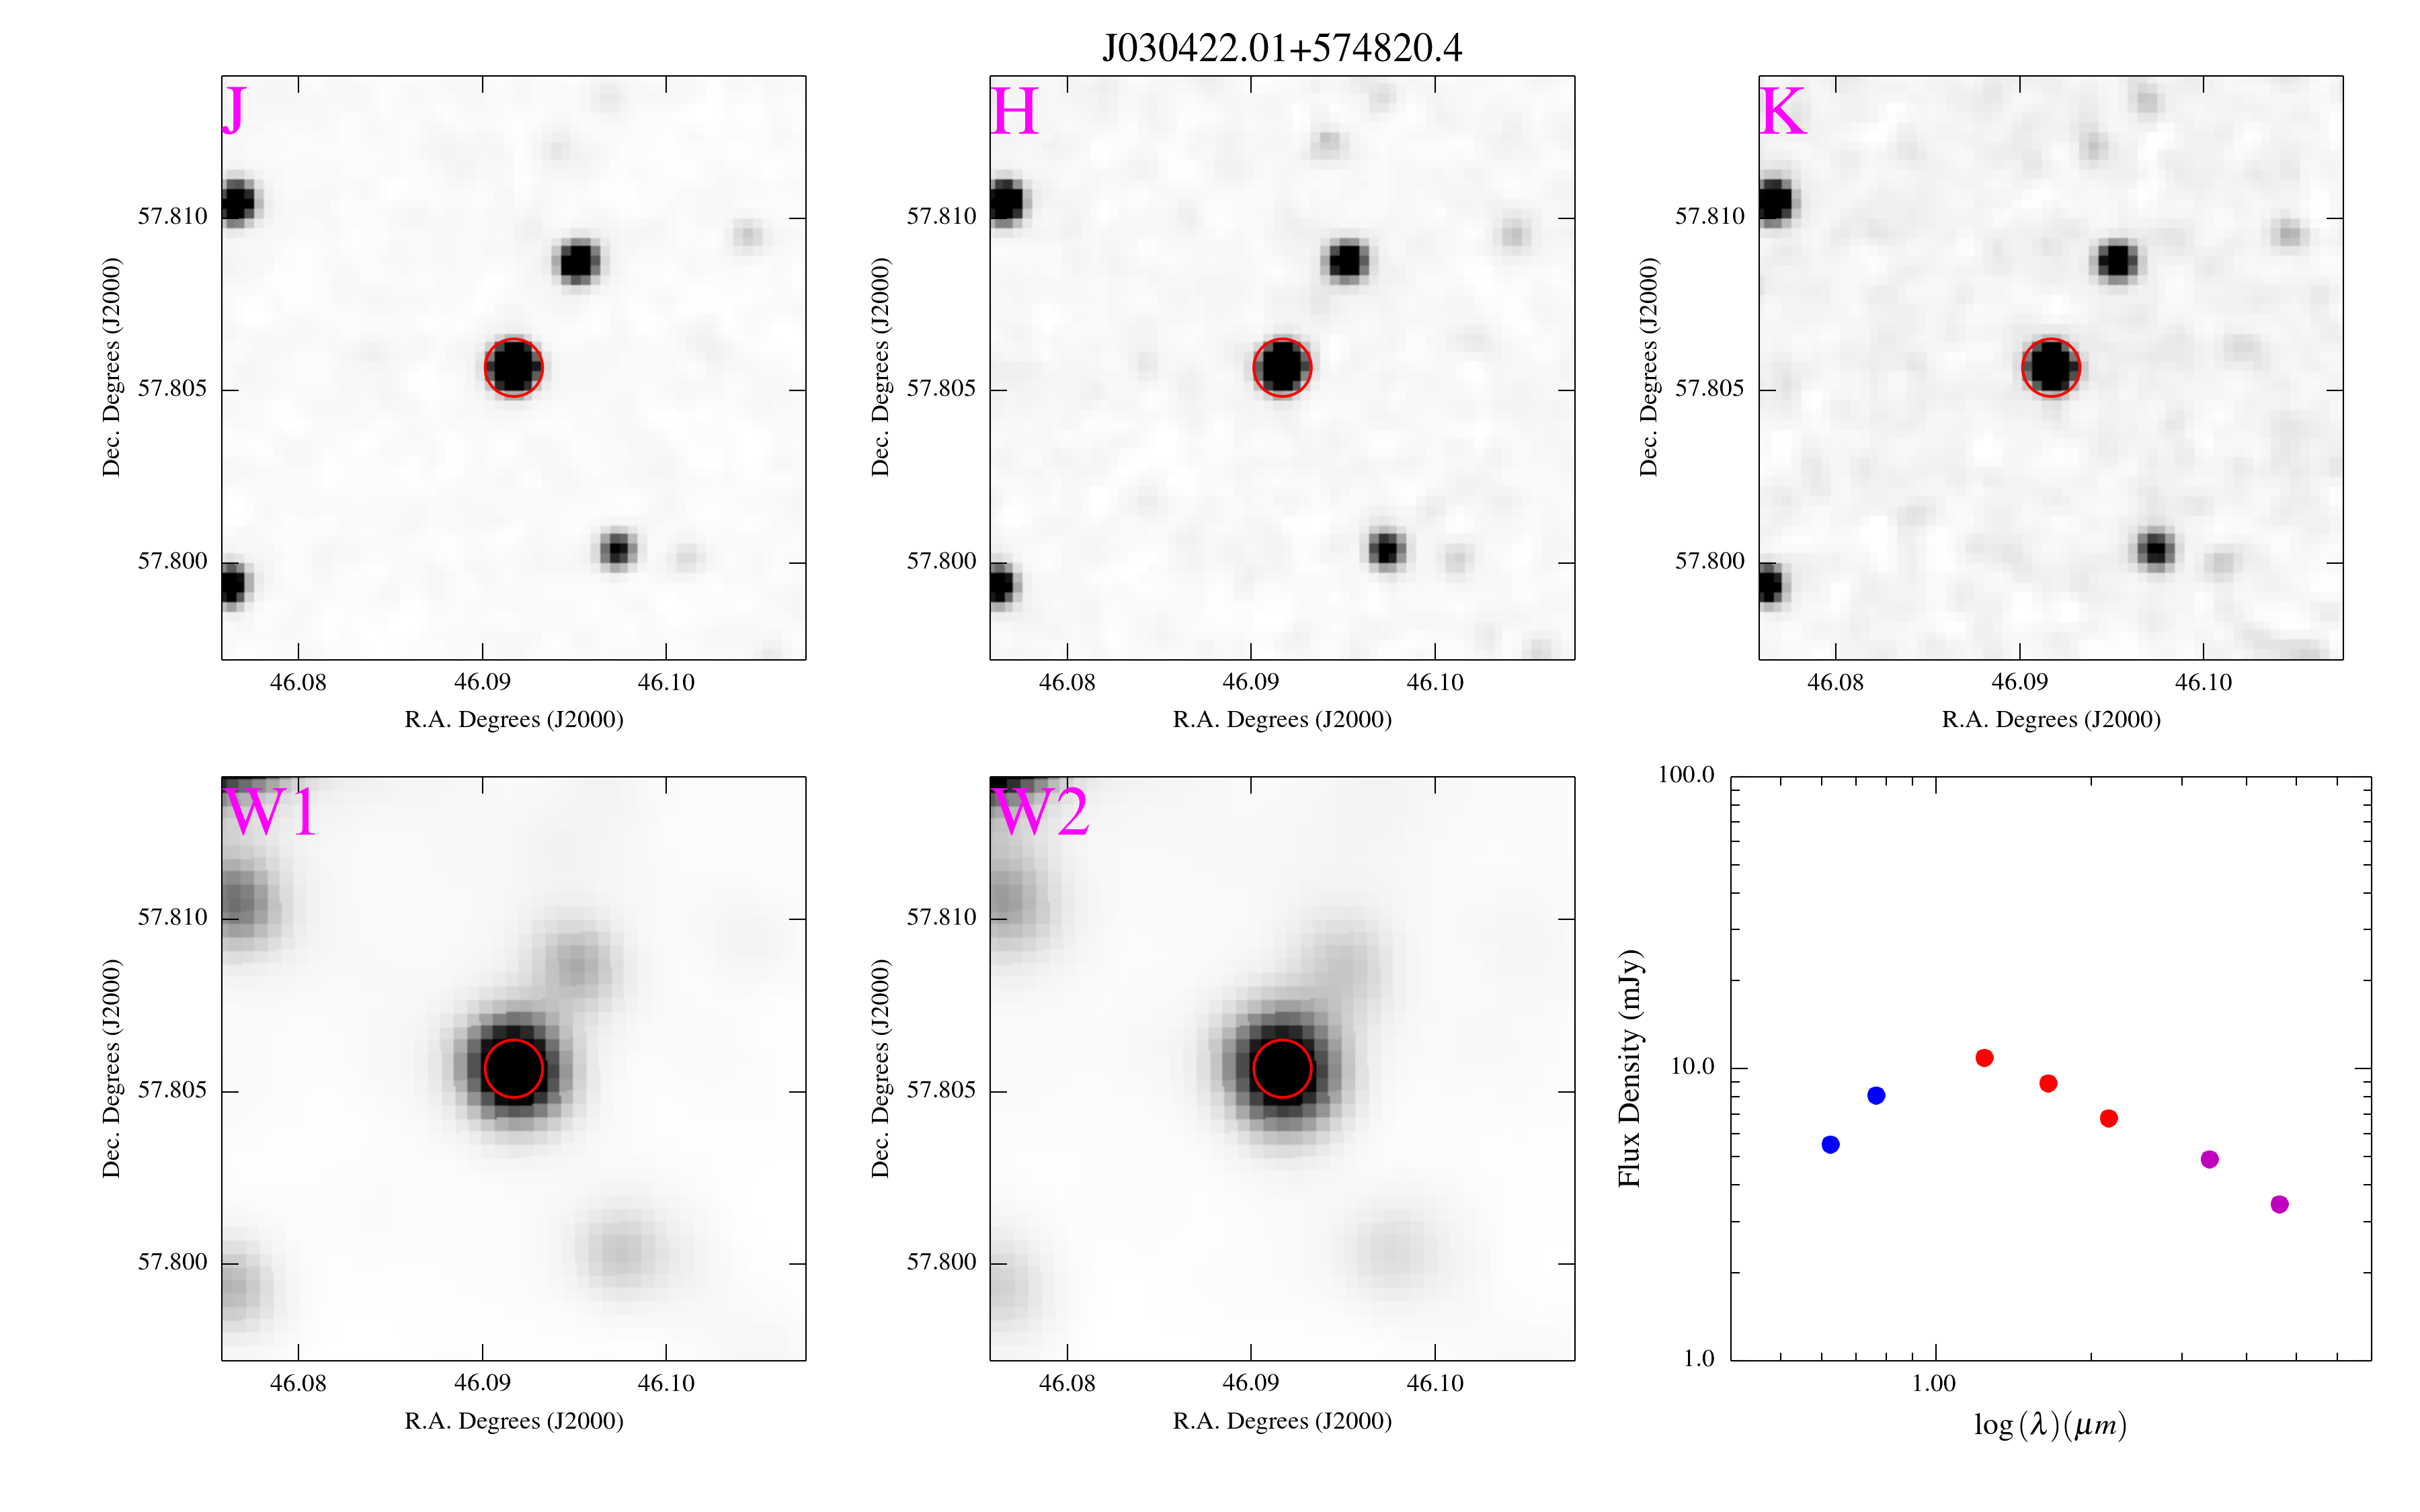 J030422.01+574820.4
J
57.810
57.805
57.800
Dec. Degrees (J2000)
46.08 46.09 46.10
R.A. Degrees (J2000)
H
57.810
57.805
57.800
Dec. Degrees (J2000)
46.08 46.09 46.10
R.A. Degrees (J2000)
K
57.810
57.805
57.800
Dec. Degrees (J2000)
46.08 46.09 46.10
R.A. Degrees (J2000)
W1
57.810
57.805
57.800
Dec. Degrees (J2000)
46.08 46.09 46.10
R.A. Degrees (J2000)
W2
57.810
57.805
57.800
Dec. Degrees (J2000)
46.08 46.09 46.10
R.A. Degrees (J2000)
100.0
10.0
1.0
Flux Density (mJy)
1.00
log (λ)(μm)